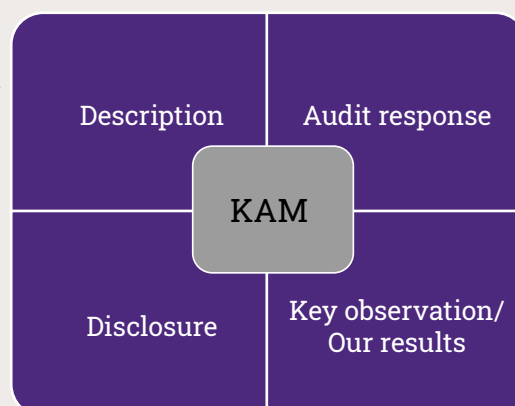 Description
Audit response
KAM
Disclosure
Key observation/
Our results